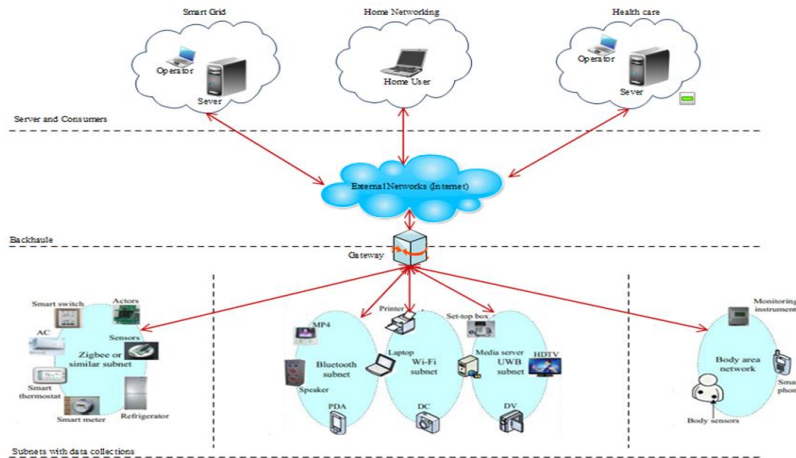 Smart Grid
Home Networking
Health care
Operator
Sever
Home User
Operator
Sever
Server and Consumers
External Networks (Internet)
Backhaule
Gateway
Smart switch
Actors
AC
Sensors
Zigbee or
similar subnet
Smart
thermostat
Smart meter
Refrigerator
MP4
Printer
Set-top box
Bluetooth
subnet
Laptop
Wi-Fi
subnet
Media server
UWB
subnet
HDTV
Speaker
PDA
DC
DV
Monitoring
instrument
Body area
network
Smar
phon
Body sensors
Subnets with data collections